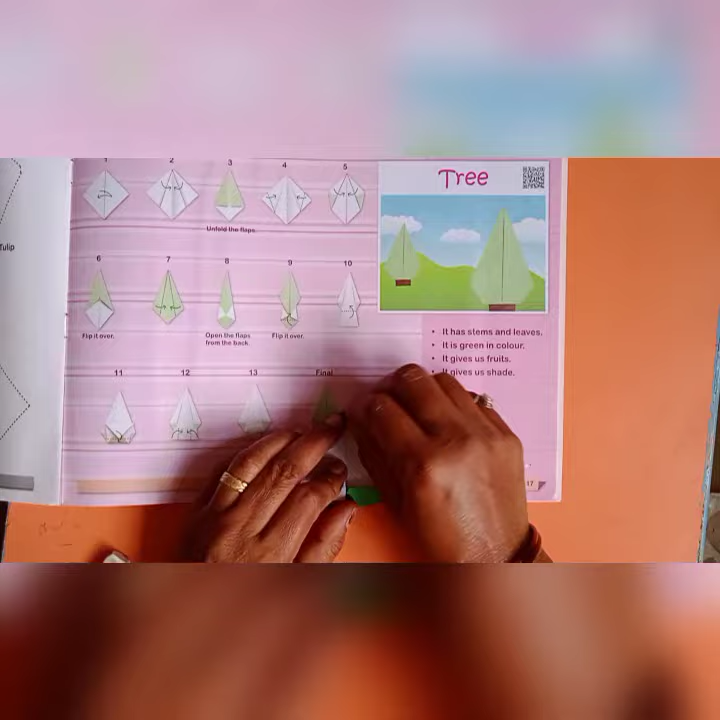 Tulip
1 2 3 4 5
Unfold the flaps.
6 7 8 9 10
Flip it over.
Open the flaps
from the back.
Flip it over.
11 12 13 Final
Tree
It has stems and leaves.
It is green in colour.
It gives us fruits.
It gives us shade.
17